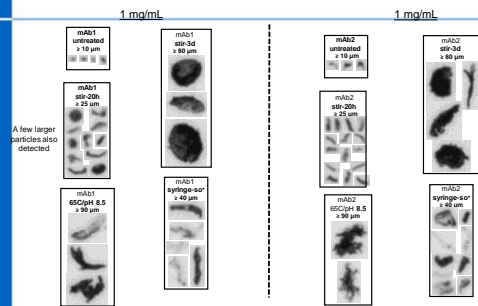 1 mg/mL
mAb1
untreated
≥ 10 μm
mAb1
stir-3d
≥ 80 μm
mAb1
stir-20h
≥ 25 um
A few larger
particles also
detected
mAb1
65C/pH 8.5
≥ 90 μm
mAb1
syringe-so+
≥ 40 μm
1 mg/mL
mAb2
untreated
≥ 10 μm
mAb2
stir-3d
≥ 80 μm
mAb2
stir-20h
≥ 25 um
mAb2
65C/pH 8.5
≥ 90 μm
mAb2
syringe-so+
≥ 40 μm